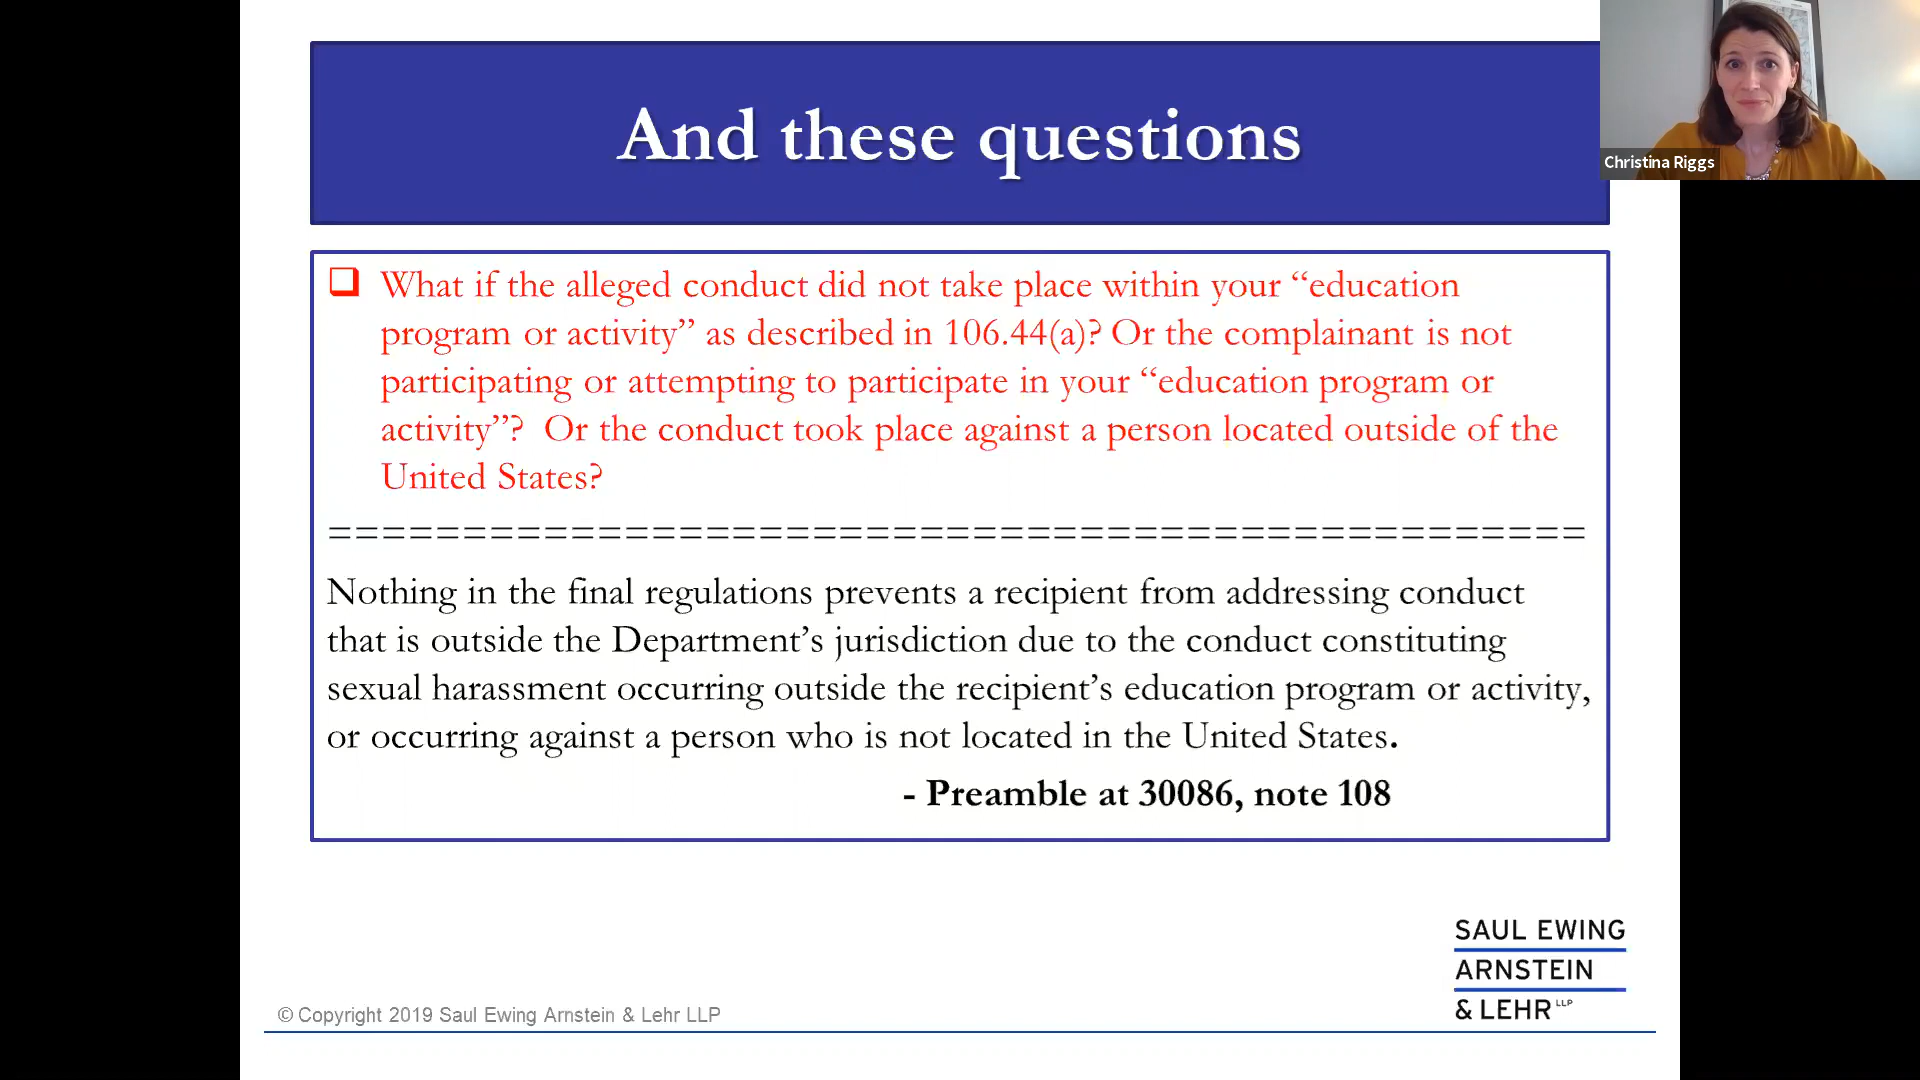 And these questions
Christina Riggs
❑ What if the alleged conduct did not take place within your “education
program or activity” as described in 106.44(a)? Or the complainant is not
participating or attempting to participate in your “education program or
activity”?  Or the conduct took place against a person located outside of the
United States?
===============================================
Nothing in the final regulations prevents a recipient from addressing conduct
that is outside the Department’s jurisdiction due to the conduct constituting
sexual harassment occurring outside the recipient’s education program or activity,
or occurring against a person who is not located in the United States.
- Preamble at 30086, note 108
SAUL EWING
ARNSTEIN
& LEHR LLP
© Copyright 2019 Saul Ewing Arnstein & Lehr LLP